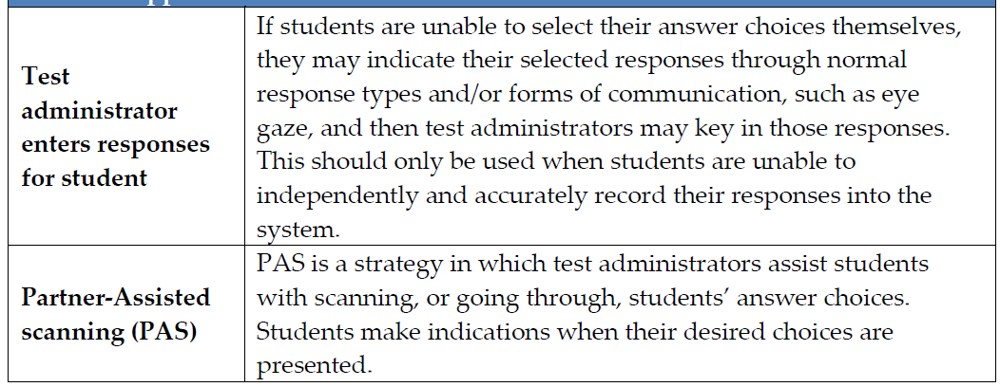 Test
administrator
enters responses
for student
If students are unable to select their answer choices themselves,
they may indicate their selected responses through normal
response types and/or forms of communication, such as eye
gaze, and then test administrators may key in those responses.
This should only be used when students are unable to
independently and accurately record their responses into the
system.
Partner-Assisted
scanning (PAS)
PAS is a strategy in which test administrators assist students
with scanning, or going through, students’ answer choices.
Students make indications when their desired choices are
presented.